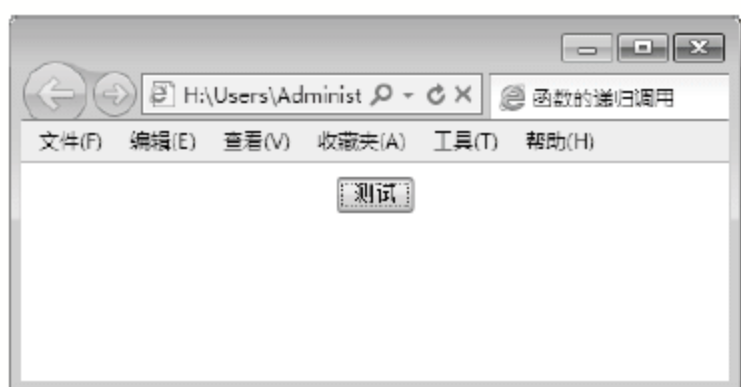 H:\Users\Administ 函数的递归调用
文件(F) 编辑(E) 查看(V) 收藏夹(A) 工具(T) 帮助(H)
测试